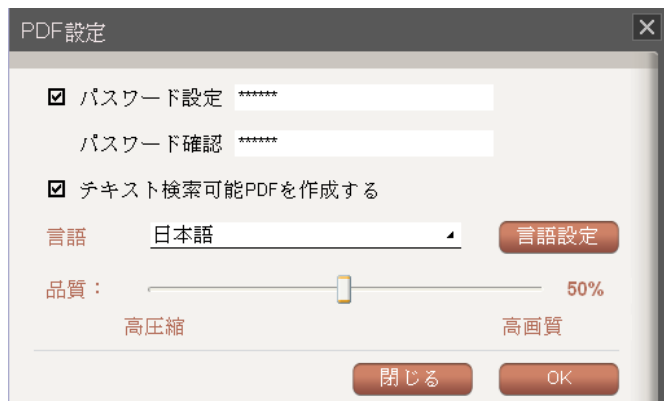 PDF設定
パスワード設定 ******
パスワード確認 ******
テキスト検索可能PDFを作成する
言語 日本語 言語設定
品質： 50%
高圧縮 高画質
閉じる OK